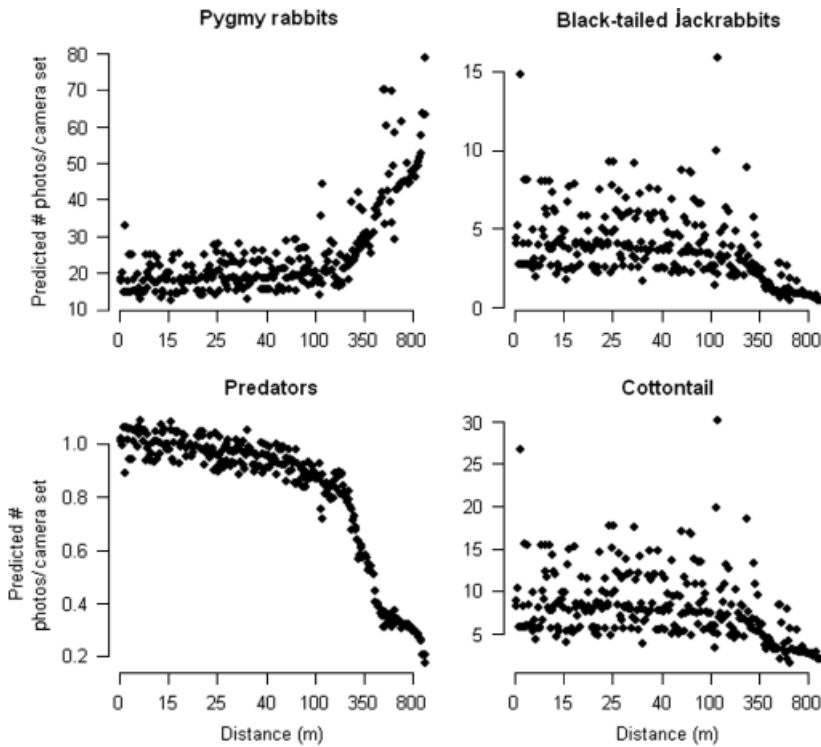 Pygmy rabbits
Predicted # photos/camera set
80
70
60
50
40
30
20
10
0 15 25 40 100 350 800
Black-tailed jackrabbits
15
10
5
0
0 15 25 40 100 350 800
Predators
Predicted #
photos/camera set
1.0
0.8
0.6
0.4
0.2
0 15 25 40 100 350 800
Distance (m)
Cottontail
30
25
20
15
10
5
0 15 25 40 100 350 800
Distance (m)